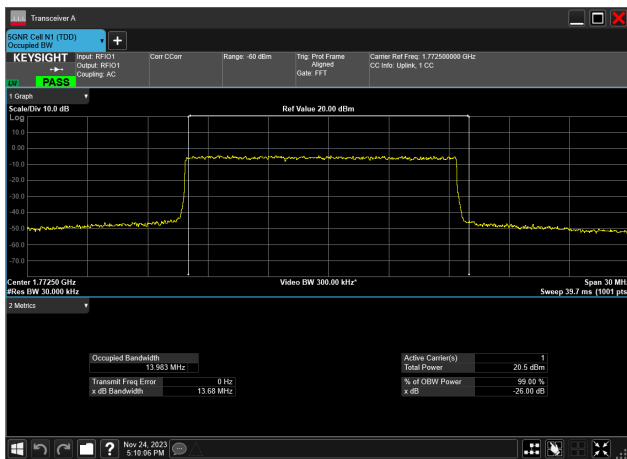 Transceiver A
5GNR Cell N1 (TDD)
Occupied BW
KEYSIGHT
LV
PASS
Input: RFIO1
Output: RFIO1
Coupling: AC
Corr CCorr
Range: -60 dBm
Trig: Prot Frame
Aligned
Gate: FFT
Carrier Ref Freq: 1.772500000 GHz
CC Info: Uplink, 1 CC
1 Graph
Scale/Div 10.0 dB
Ref Value 20.00 dBm
Log
10.0
0.00
-10.0
-20.0
-30.0
-40.0
-50.0
-60.0
-70.0
Center 1.77250 GHz
Video BW 300.00 kHz*
Span 30 MH
#Res BW 30.000 kHz
Sweep 39.7 ms (1001 pts
2 Metrics
Occupied Bandwidth
13.983 MHz
Active Carrier(s) 1
Total Power 20.5 dBm
Transmit Freq Error 0 Hz
x dB Bandwidth 13.68 MHz
% of OBW Power 99.00 %
x dB -26.00 dB
?
Nov 24, 2023
5:10:06 PM